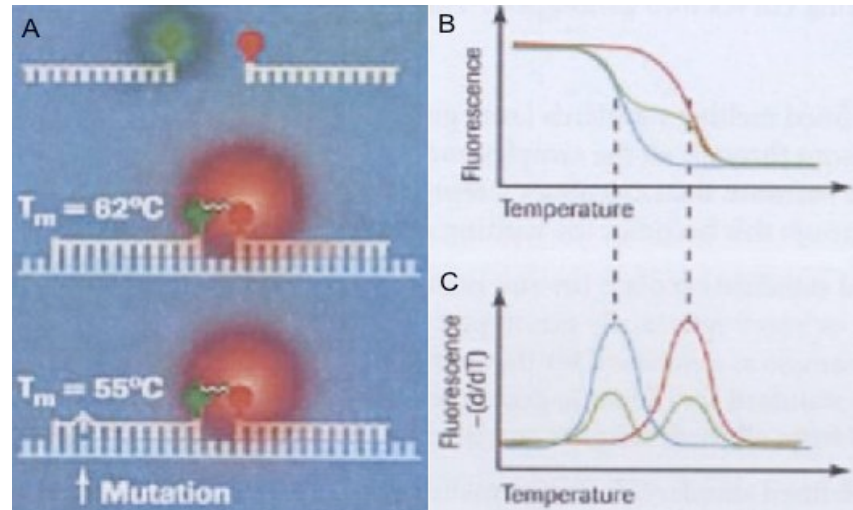 A
Tm = 62°C
Tm = 55°C
Mutation
B
Fluorescence
Temperature
C
Fluorescence
-(d/dT)
Temperature